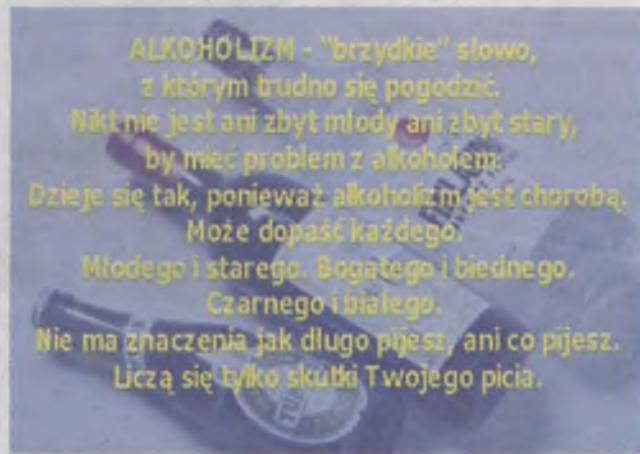 ALKOHOLIZM - "brzydkie" słowo,
z którym trudno się pogodzić.
Nikt nie jest ani zbyt młody ani zbyt stary,
by mieć problem z alkoholem.
Dzieje się tak, ponieważ alkoholizm jest chorobą.
Może dopaść każdego.
Młodego i starego. Bogatego i biednego.
Czarnego i białego.
Nie ma znaczenia jak długo pijesz, ani co pijesz.
Liczą się tylko skutki Twojego picia.